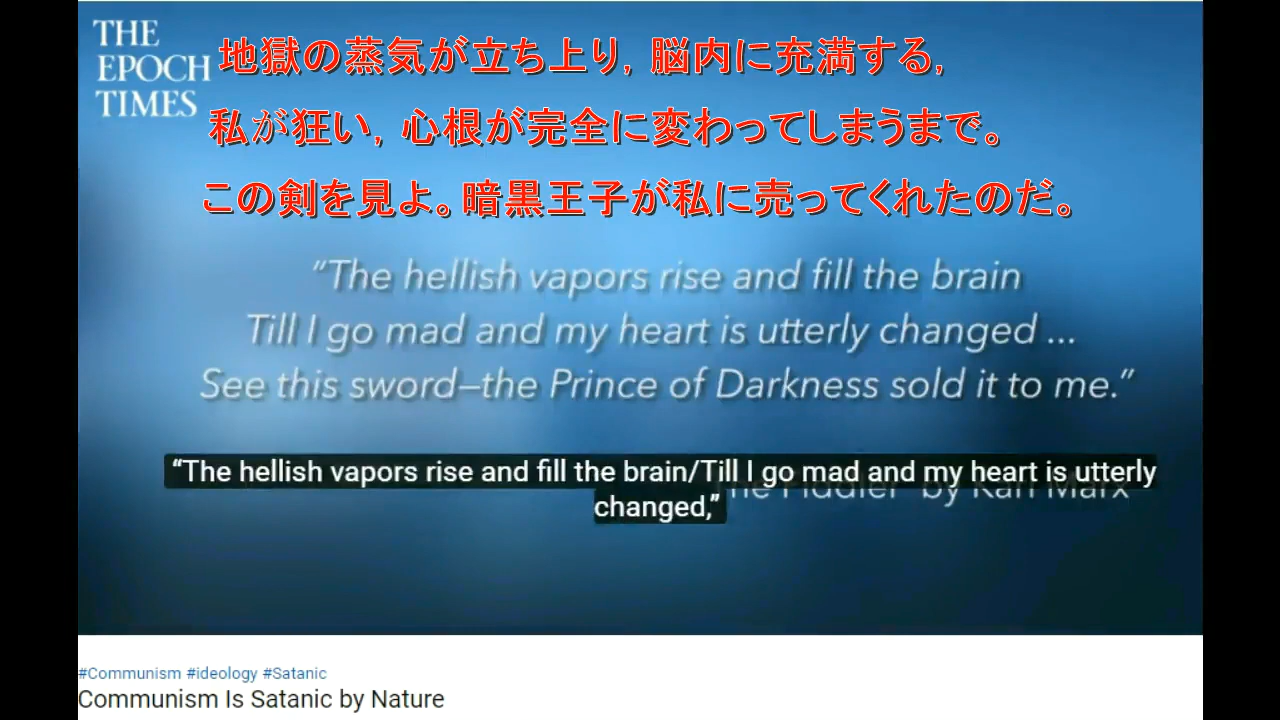 THE
EPOCH
TIMES
地獄の蒸気が立ち上り, 脳内に充満する,
私が狂い, 心根が完全に変わってしまうまで。
この剣を見よ。暗黒王子が私に売ってくれたのだ。
“The hellish vapors rise and fill the brain
Till I go mad and my heart is utterly changed ...
See this sword—the Prince of Darkness sold it to me.”
“The hellish vapors rise and fill the brain/Till I go mad and my heart is utterly
changed,”
Fiddler” by Karl Marx
#Communism #ideology #Satanic
Communism Is Satanic by Nature